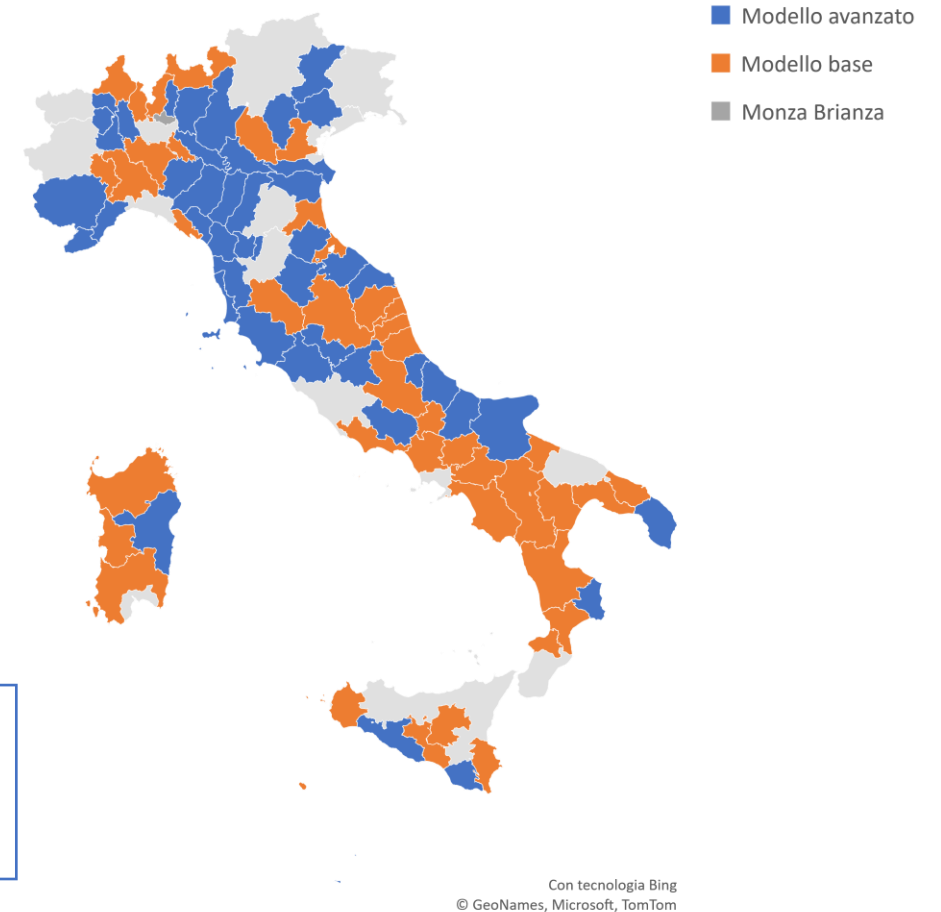 Modello avanzato
Modello base
Monza Brianza
Con tecnologia Bing
© GeoNames, Microsoft, TomTom